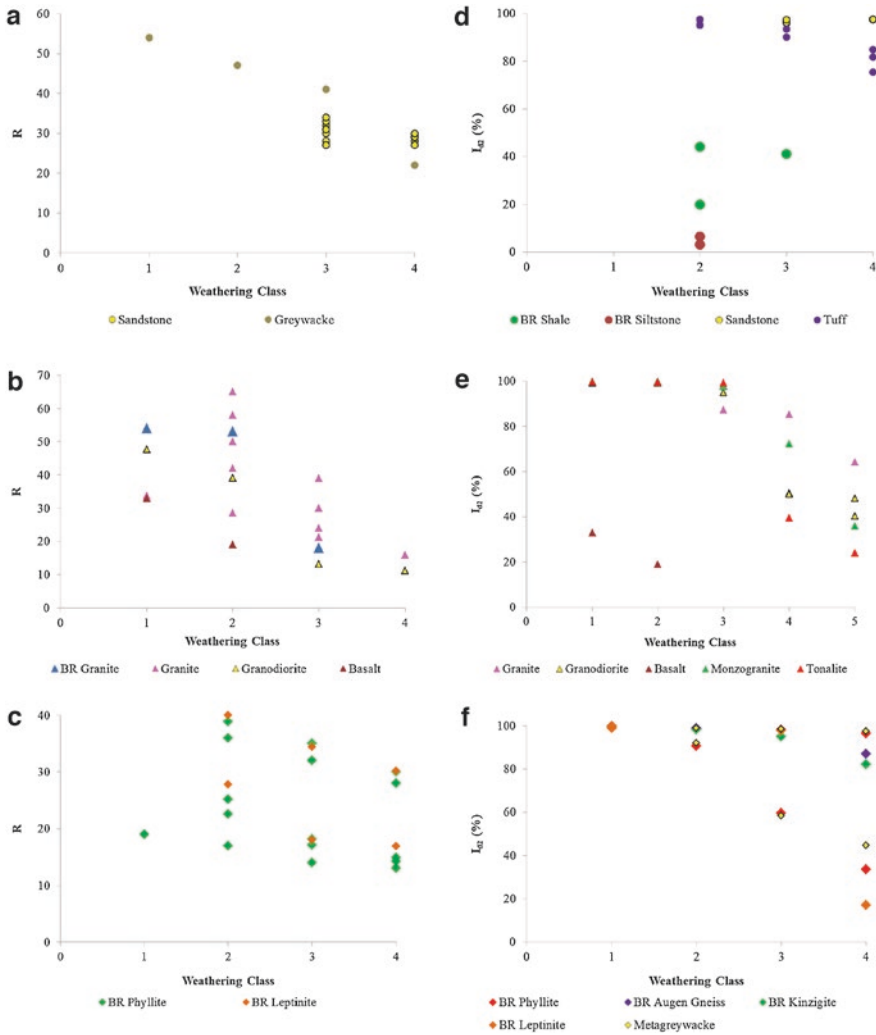 a
60
50
40
30
20
10
0
R
0 1 2 3 4
Weathering Class
Sandstone Greywacke
d
100
80
60
40
20
0
Id2 (%)
0 1 2 3 4
Weathering Class
BR Shale BR Siltstone Sandstone Tuff
b
70
60
50
40
30
20
10
0
R
0 1 2 3 4
Weathering Class
BR Granite Granite Granodiorite Basalt
e
100
80
60
40
20
0
Id2 (%)
0 1 2 3 4 5
Weathering Class
Granite Granodiorite Basalt Monzogranite Tonalite
c
40
30
20
10
0
R
0 1 2 3 4
Weathering Class
BR Phyllite BR Leptinite
f
100
80
60
40
20
0
Id2 (%)
0 1 2 3 4
Weathering Class
BR Phyllite BR Augen Gneiss BR Kinzigite
BR Leptinite Metagreywacke